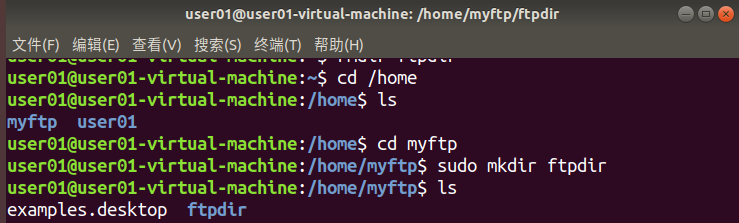 user01@user01-virtual-machine: /home/myftp/ftpdir
文件(F) 编辑(E) 查看(V) 搜索(S) 终端(T) 帮助(H)
user01@user01-virtual-machine:~$ cd /home
user01@user01-virtual-machine:/home$ ls
myftp  user01
user01@user01-virtual-machine:/home$ cd myftp
user01@user01-virtual-machine:/home/myftp$ sudo mkdir ftpdir
user01@user01-virtual-machine:/home/myftp$ ls
examples.desktop  ftpdir